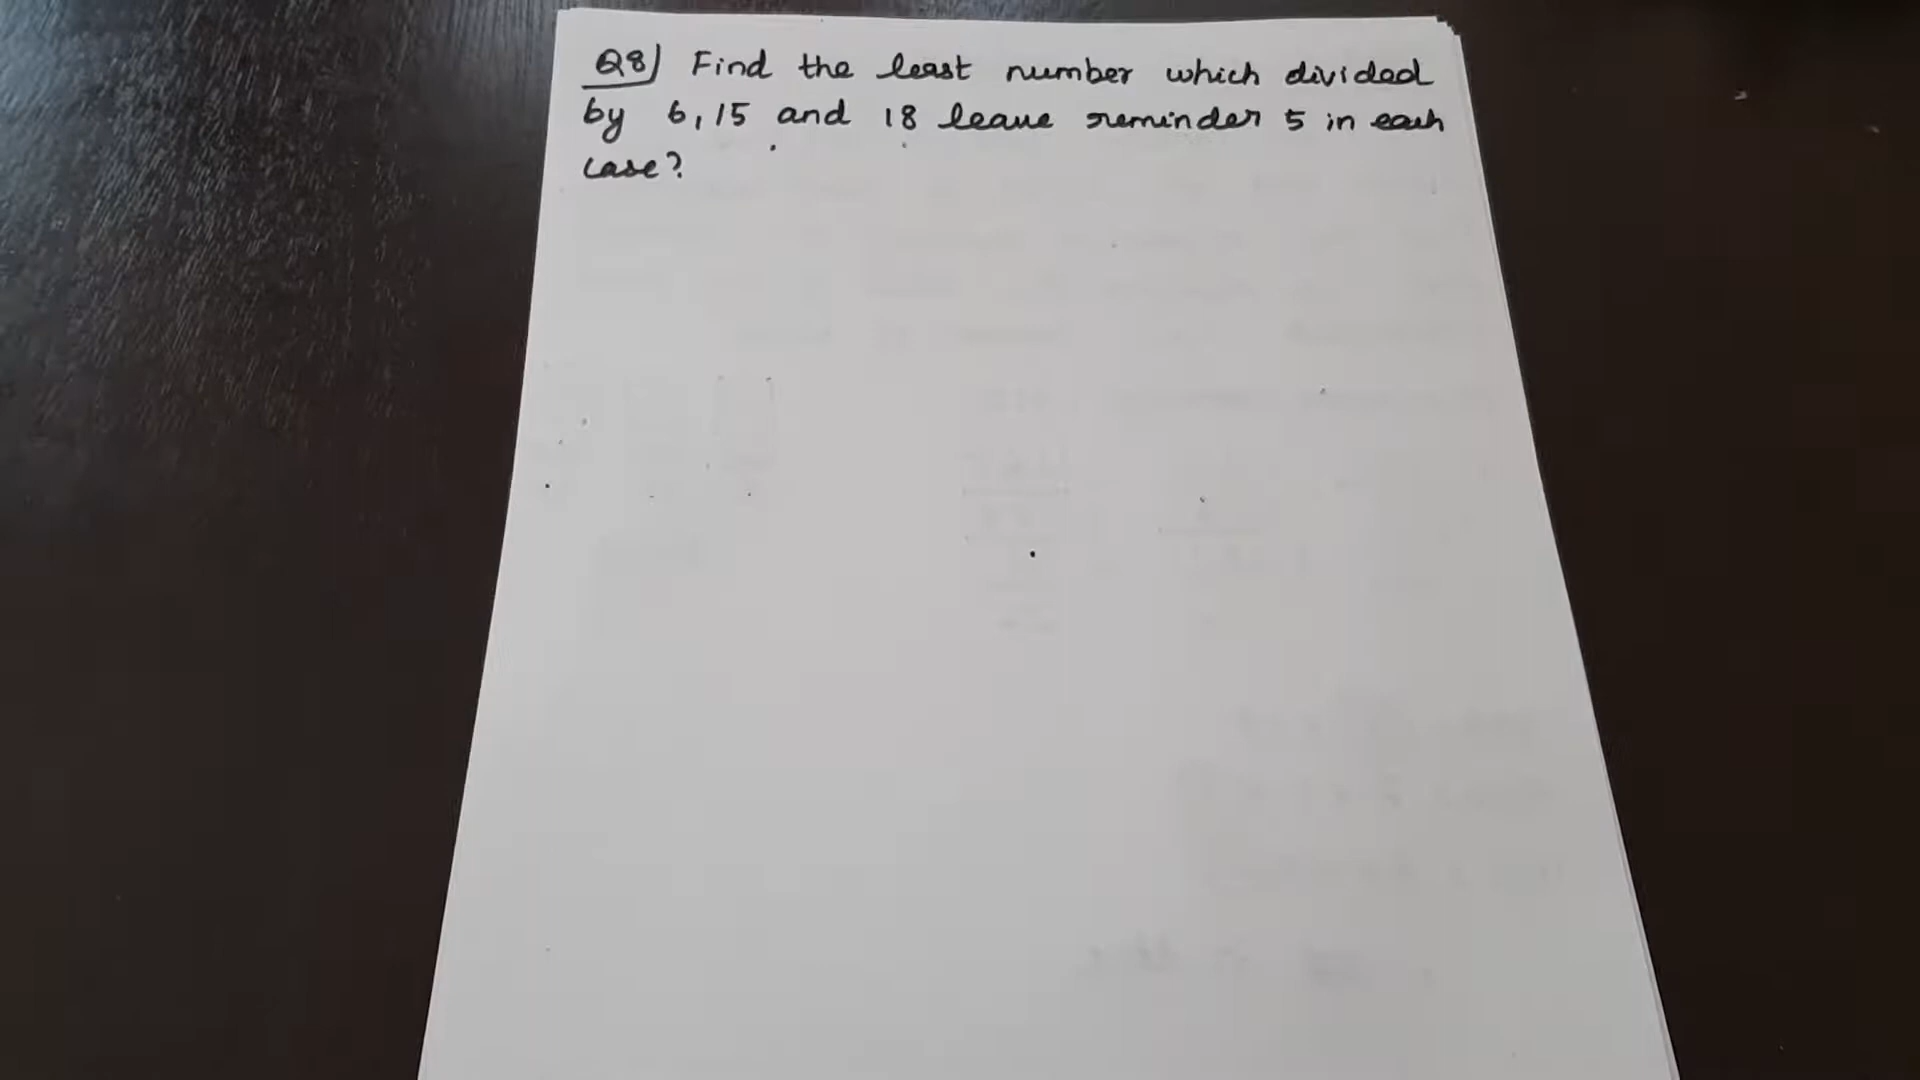 Q8) Find the least number which divided
by 6, 15 and 18 leave reminder 5 in each
case?